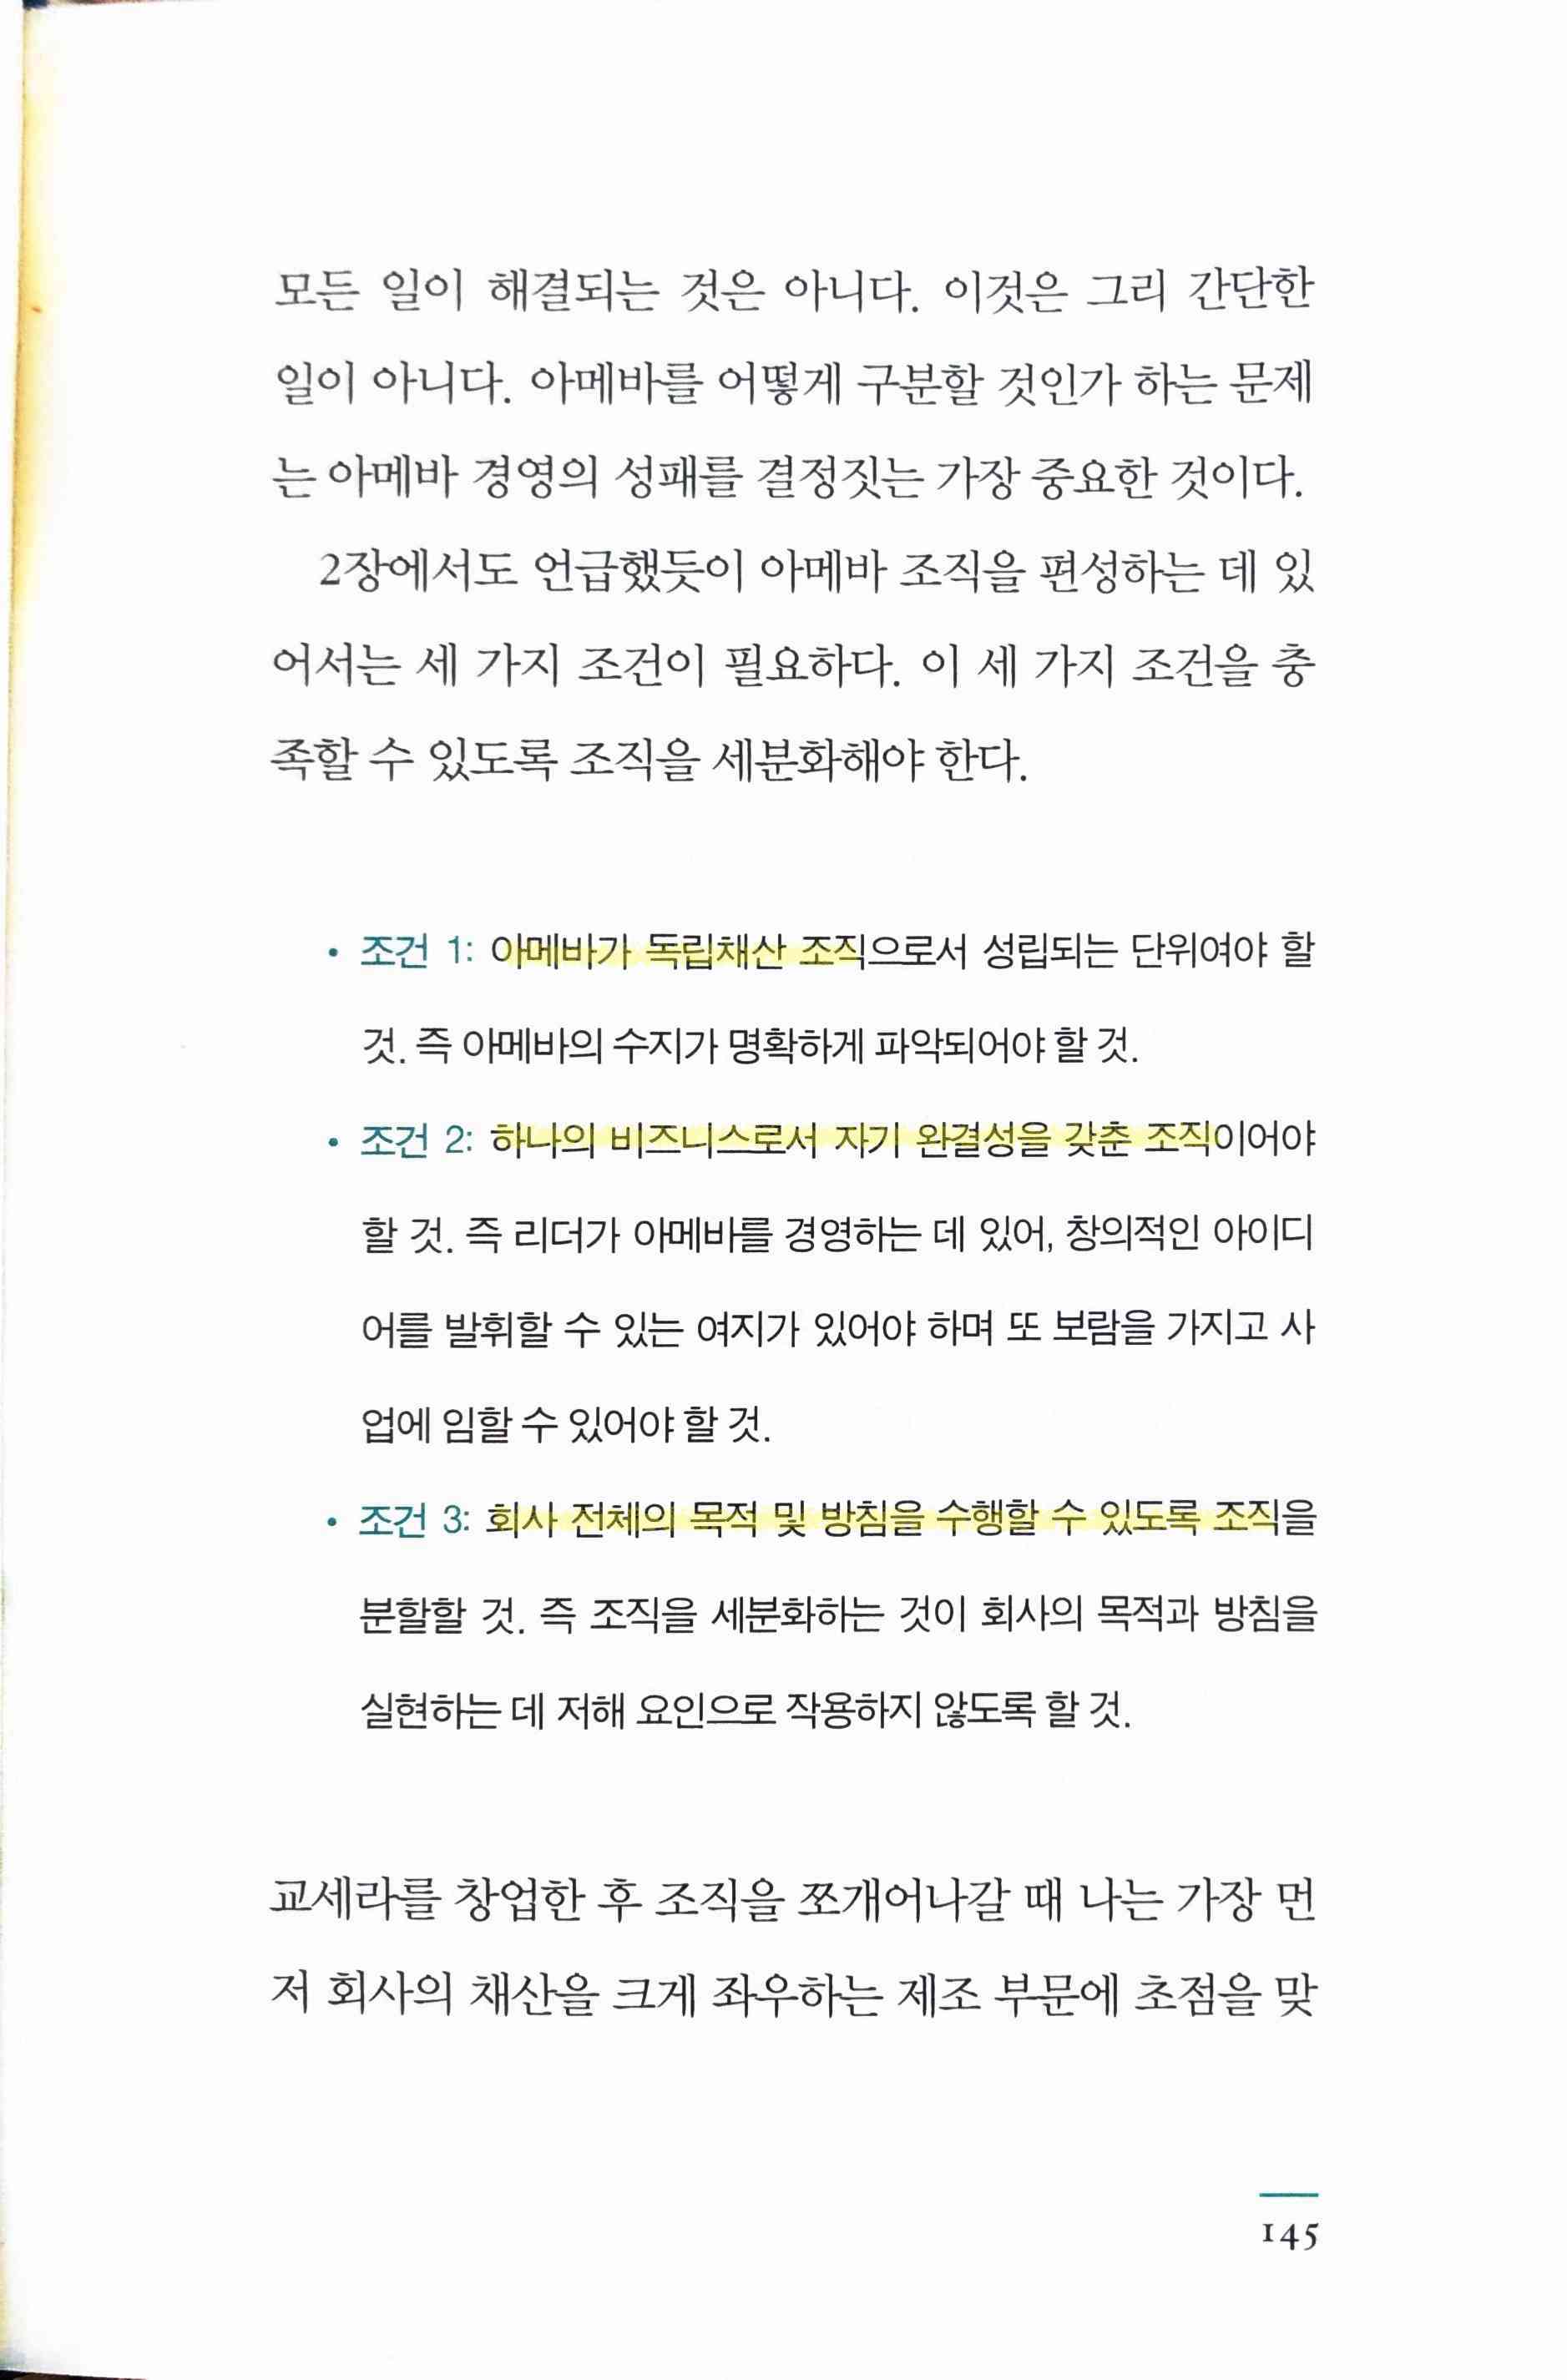 모든 일이 해결되는 것은 아니다. 이것은 그리 간단한
일이 아니다. 아메바를 어떻게 구분할 것인가 하는 문제
는 아메바 경영의 성패를 결정짓는 가장 중요한 것이다.
2장에서도 언급했듯이 아메바 조직을 편성하는 데 있
어서는 세 가지 조건이 필요하다. 이 세 가지 조건을 충
족할 수 있도록 조직을 세분화해야 한다.
• 조건 1: 아메바가 독립채산 조직으로서 성립되는 단위여야 할
것. 즉 아메바의 수지가 명확하게 파악되어야 할 것.
• 조건 2: 하나의 비즈니스로서 자기 완결성을 갖춘 조직이어야
할 것. 즉 리더가 아메바를 경영하는 데 있어, 창의적인 아이디
어를 발휘할 수 있는 여지가 있어야 하며 또 보람을 가지고 사
업에 임할 수 있어야 할 것.
• 조건 3: 회사 전체의 목적 및 방침을 수행할 수 있도록 조직을
분할할 것. 즉 조직을 세분화하는 것이 회사의 목적과 방침을
실현하는 데 저해 요인으로 작용하지 않도록 할 것.
교세라를 창업한 후 조직을 쪼개어나갈 때 나는 가장 먼
저 회사의 채산을 크게 좌우하는 제조 부문에 초점을 맞
145